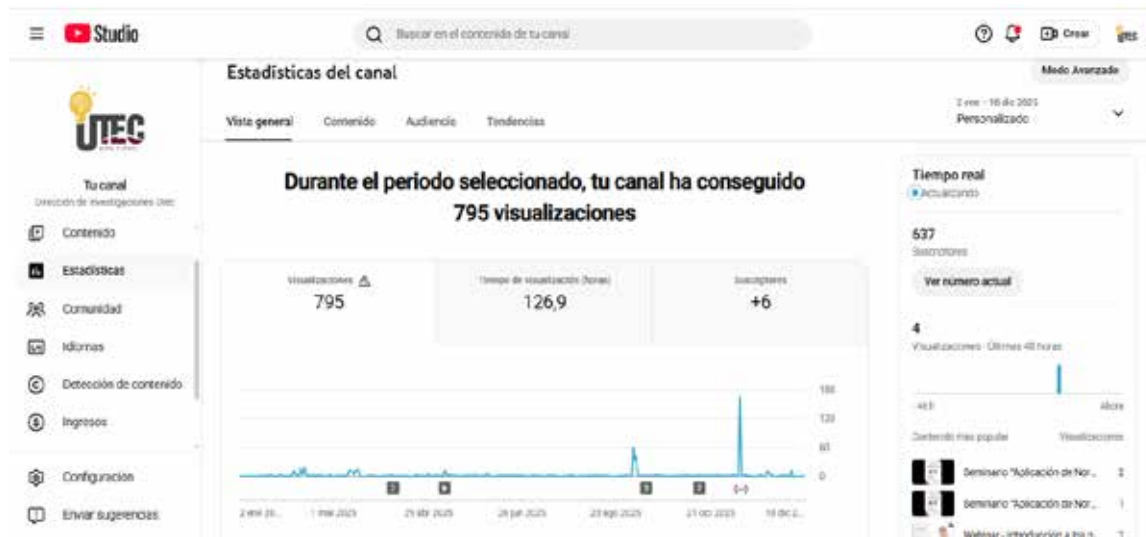 Studio
Buscar en el contenido de tu canal
Crear
UTEC
Tu canal
Dirección de Investigaciones Utec
Contenido
Estadísticas
Comunidad
Idiomas
Detección de contenido
Ingresos
Configuración
Enviar sugerencias
Estadísticas del canal
Modo Avanzado
Vista general
Contenido
Audiencia
Tendencias
Personalizado
Durante el periodo seleccionado, tu canal ha conseguido
795 visualizaciones
Visualizaciones
795
Tiempo de visualización (horas)
126,9
Suscriptores
+6
180
120
60
0
1 mar 2025
29 abr 2025
21 oct 2025
Tiempo real
Actualizando
637
Suscriptores
Ver número actual
4
Visualizaciones · Últimas 48 horas
Ahora
Contenido más popular
Visualizaciones
Seminario "Aplicación de Nor...
Seminario "Aplicación de Nor...
1